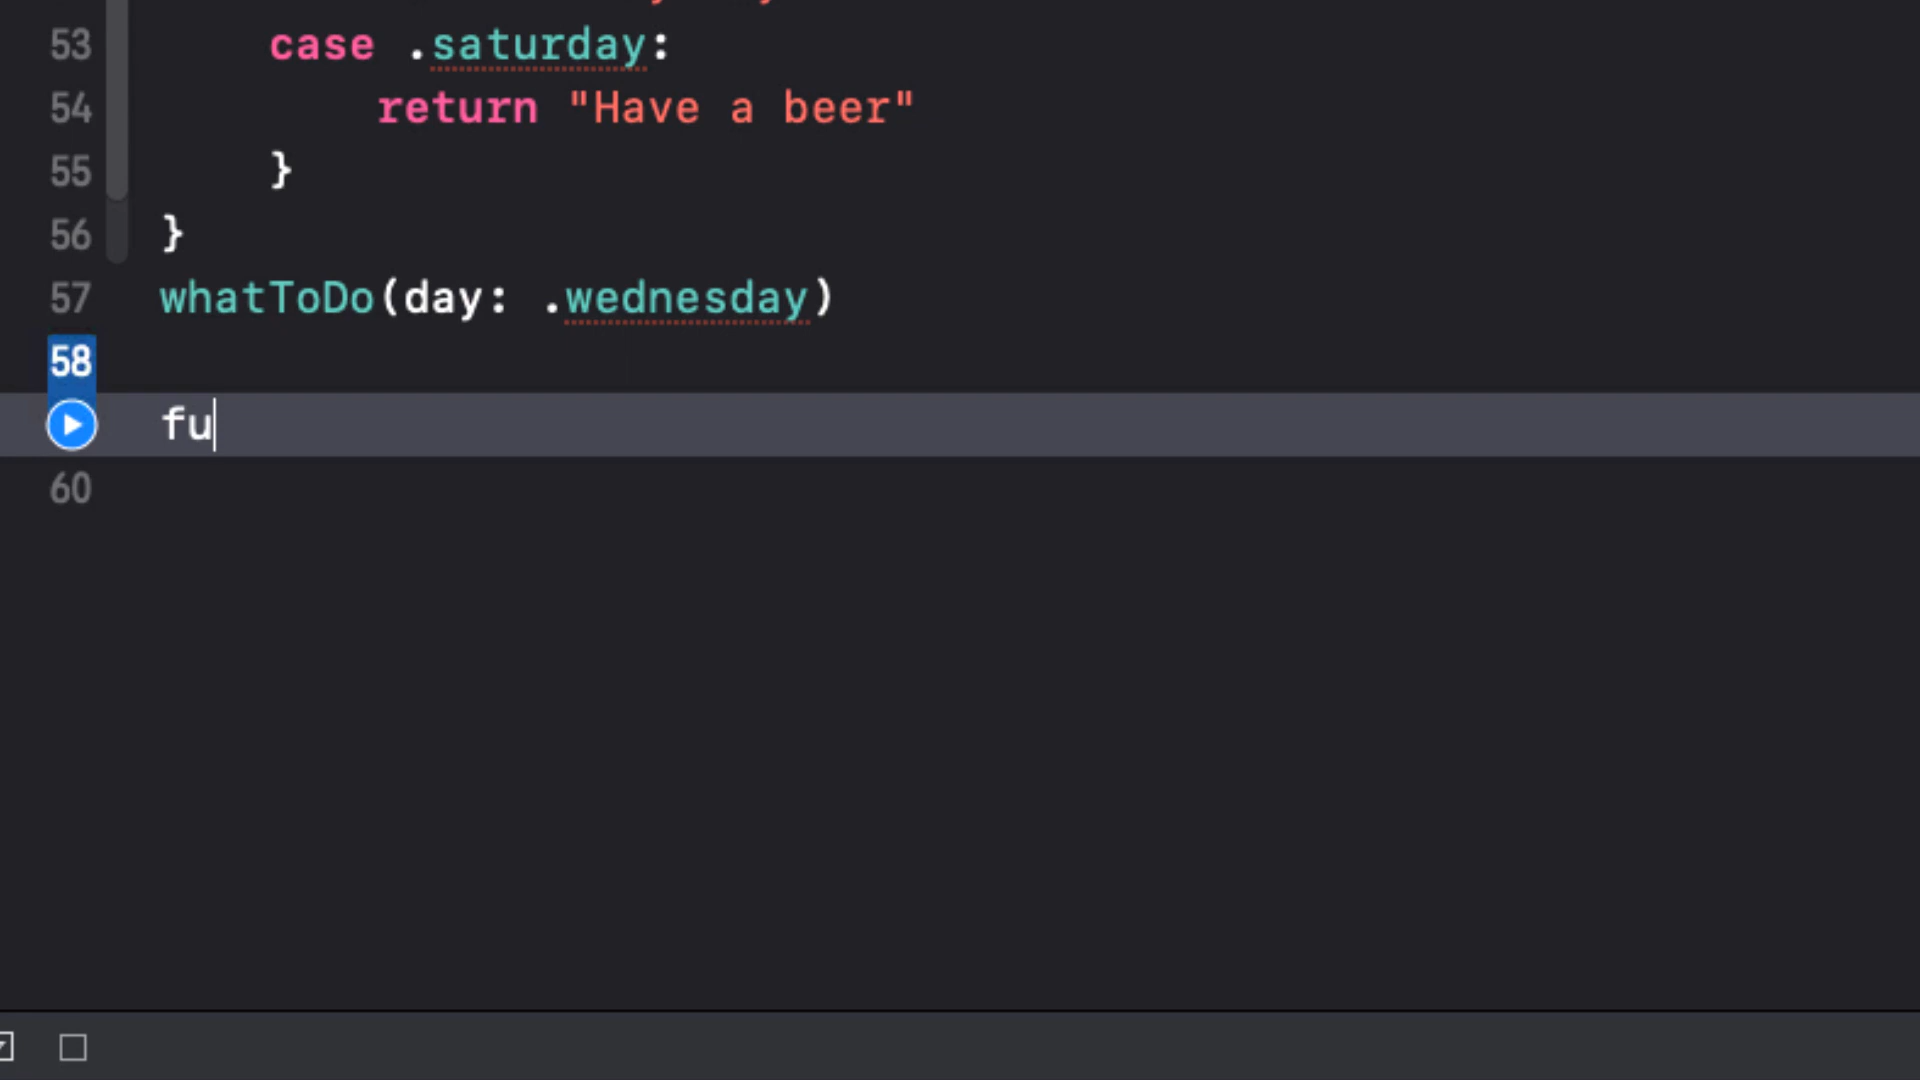 53 case .saturday:
54 return "Have a beer"
55 }
56 }
57 whatToDo(day: .wednesday)
58
fu
60